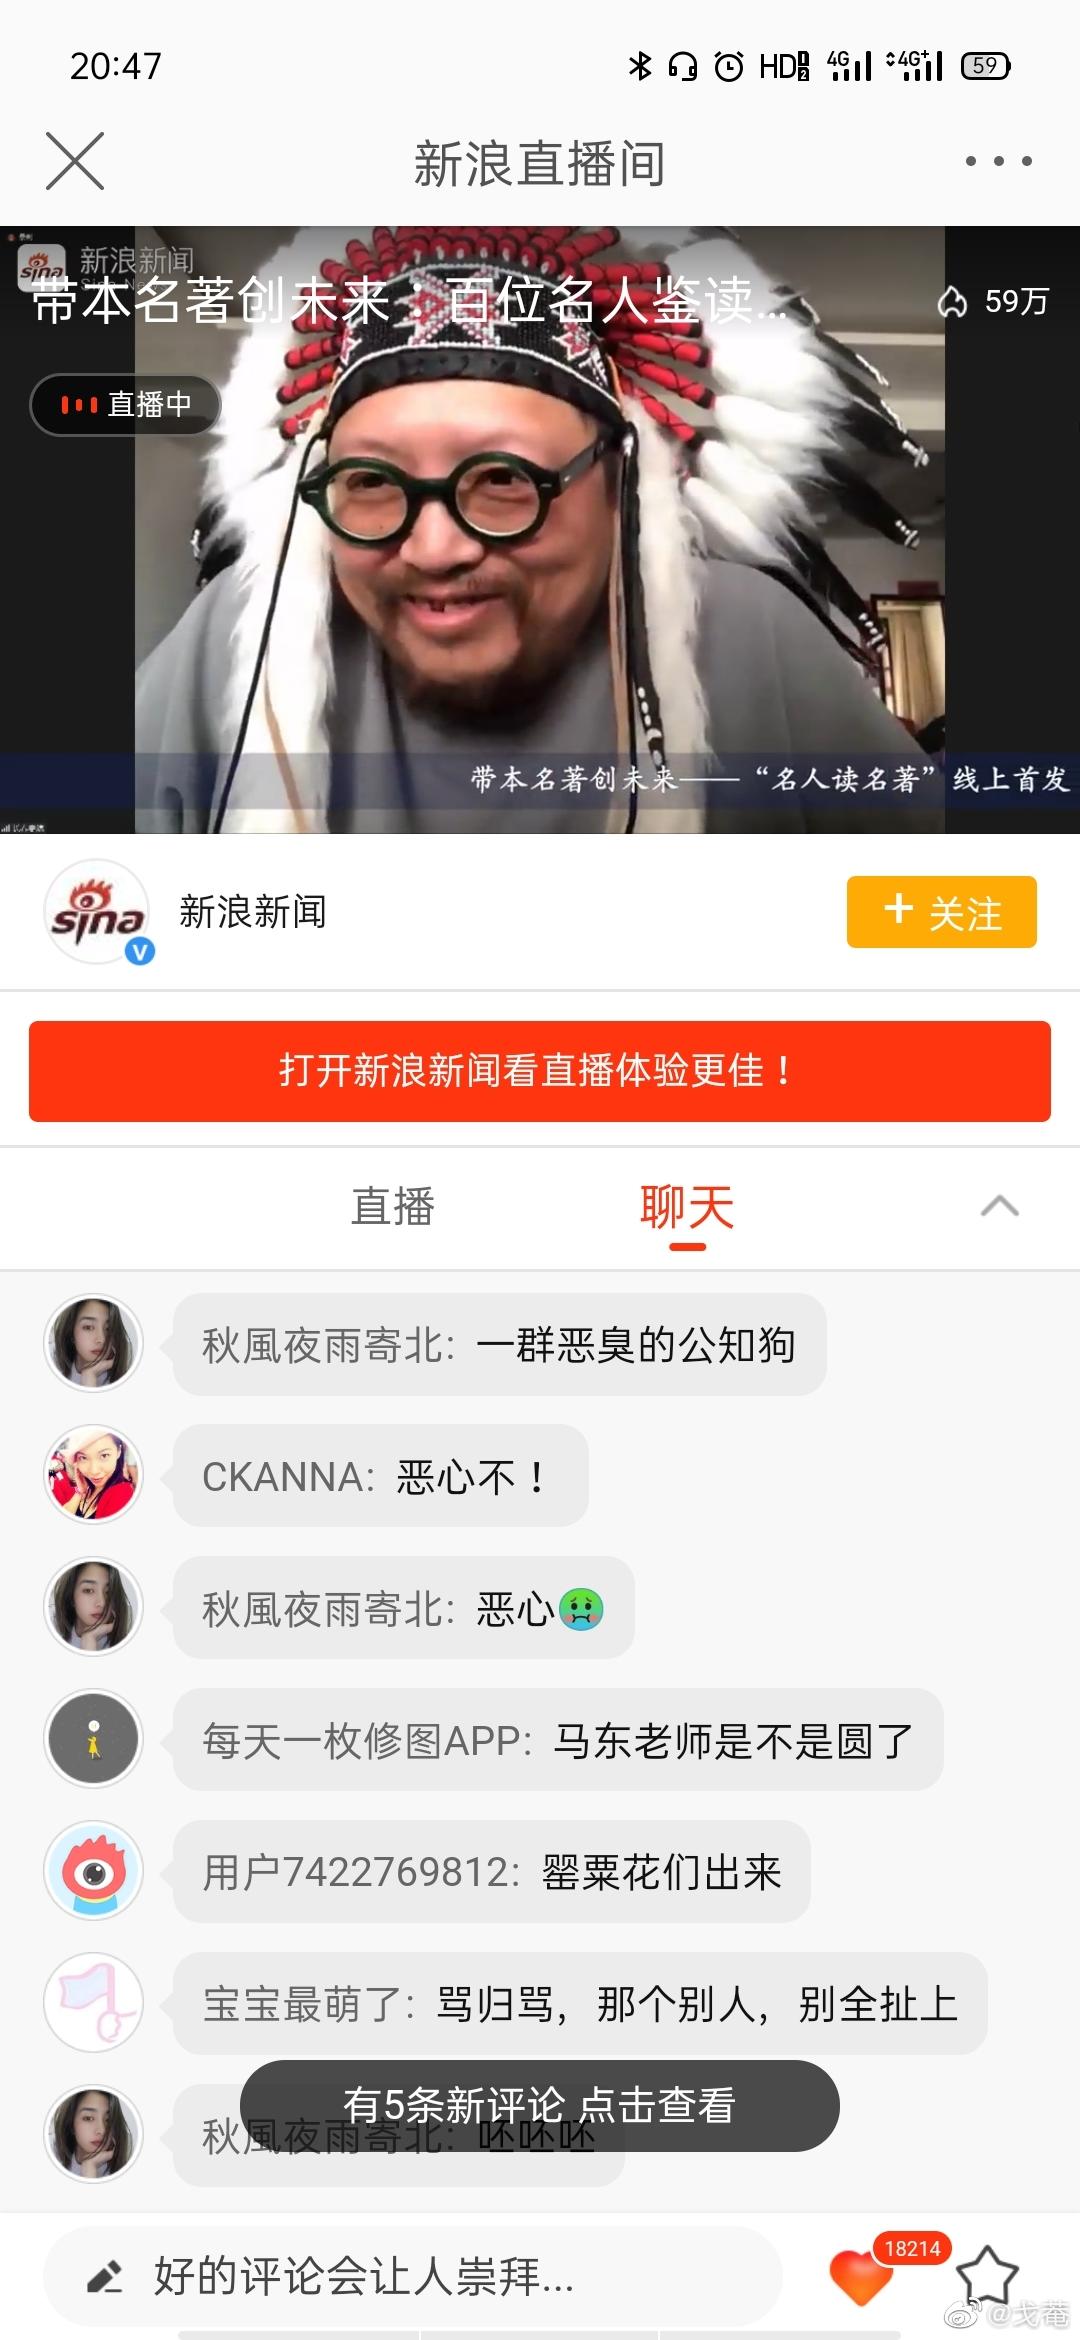 20:47
HD 4G 4G+ 59
新浪直播间
sina 新浪新闻
带本名著创未来：百位名人鉴读...
59万
直播中
带本名著创未来——“名人读名著”线上首发
sina 新浪新闻
+ 关注
打开新浪新闻看直播体验更佳！
直播 聊天
秋風夜雨寄北：一群恶臭的公知狗
CKANNA：恶心不！
秋風夜雨寄北：恶心🤢
每天一枚修图APP：马东老师是不是圆了
用户7422769812：罂粟花们出来
宝宝最萌了：骂归骂，那个别人，别全扯上
有5条新评论 点击查看
秋風夜雨寄北：呸呸呸
好的评论会让人崇拜...
18214
@戈菴